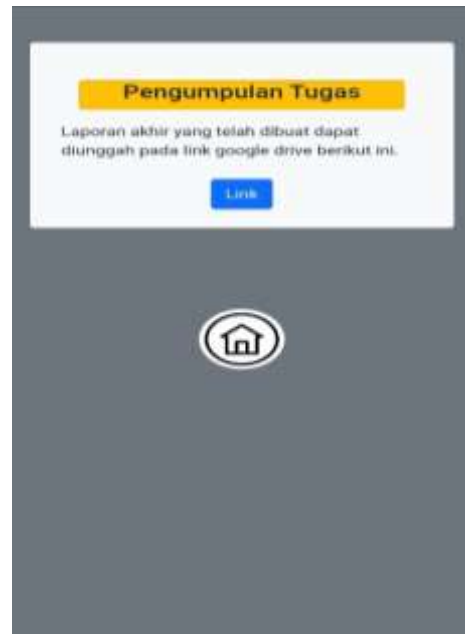 Pengumpulan Tugas
Laporan akhir yang telah dibuat dapat
diunggah pada link google drive berikut ini.
Link